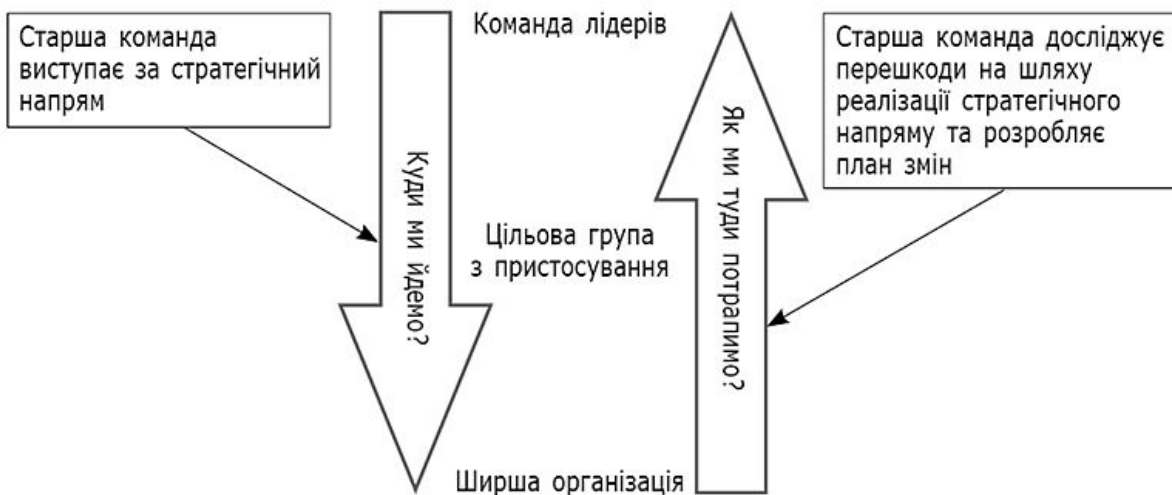 Старша команда
виступає за стратегічний
напрям
Куди ми йдемо?
Команда лідерів
Цільова група
з пристосування
Ширша організація
Як ми туди потрапимо?
Старша команда досліджує
перешкоди на шляху
реалізації стратегічного
напряму та розробляє
план змін